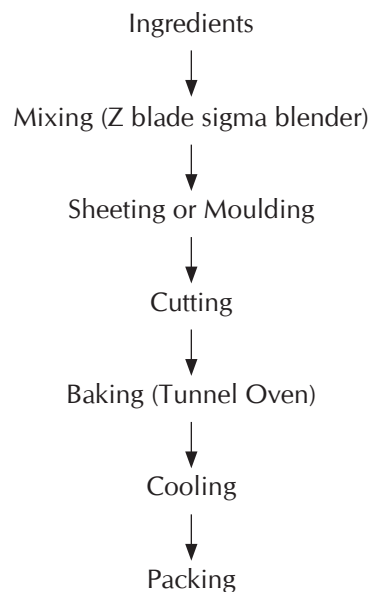 Ingredients
Mixing (Z blade sigma blender)
Sheeting or Moulding
Cutting
Baking (Tunnel Oven)
Cooling
Packing